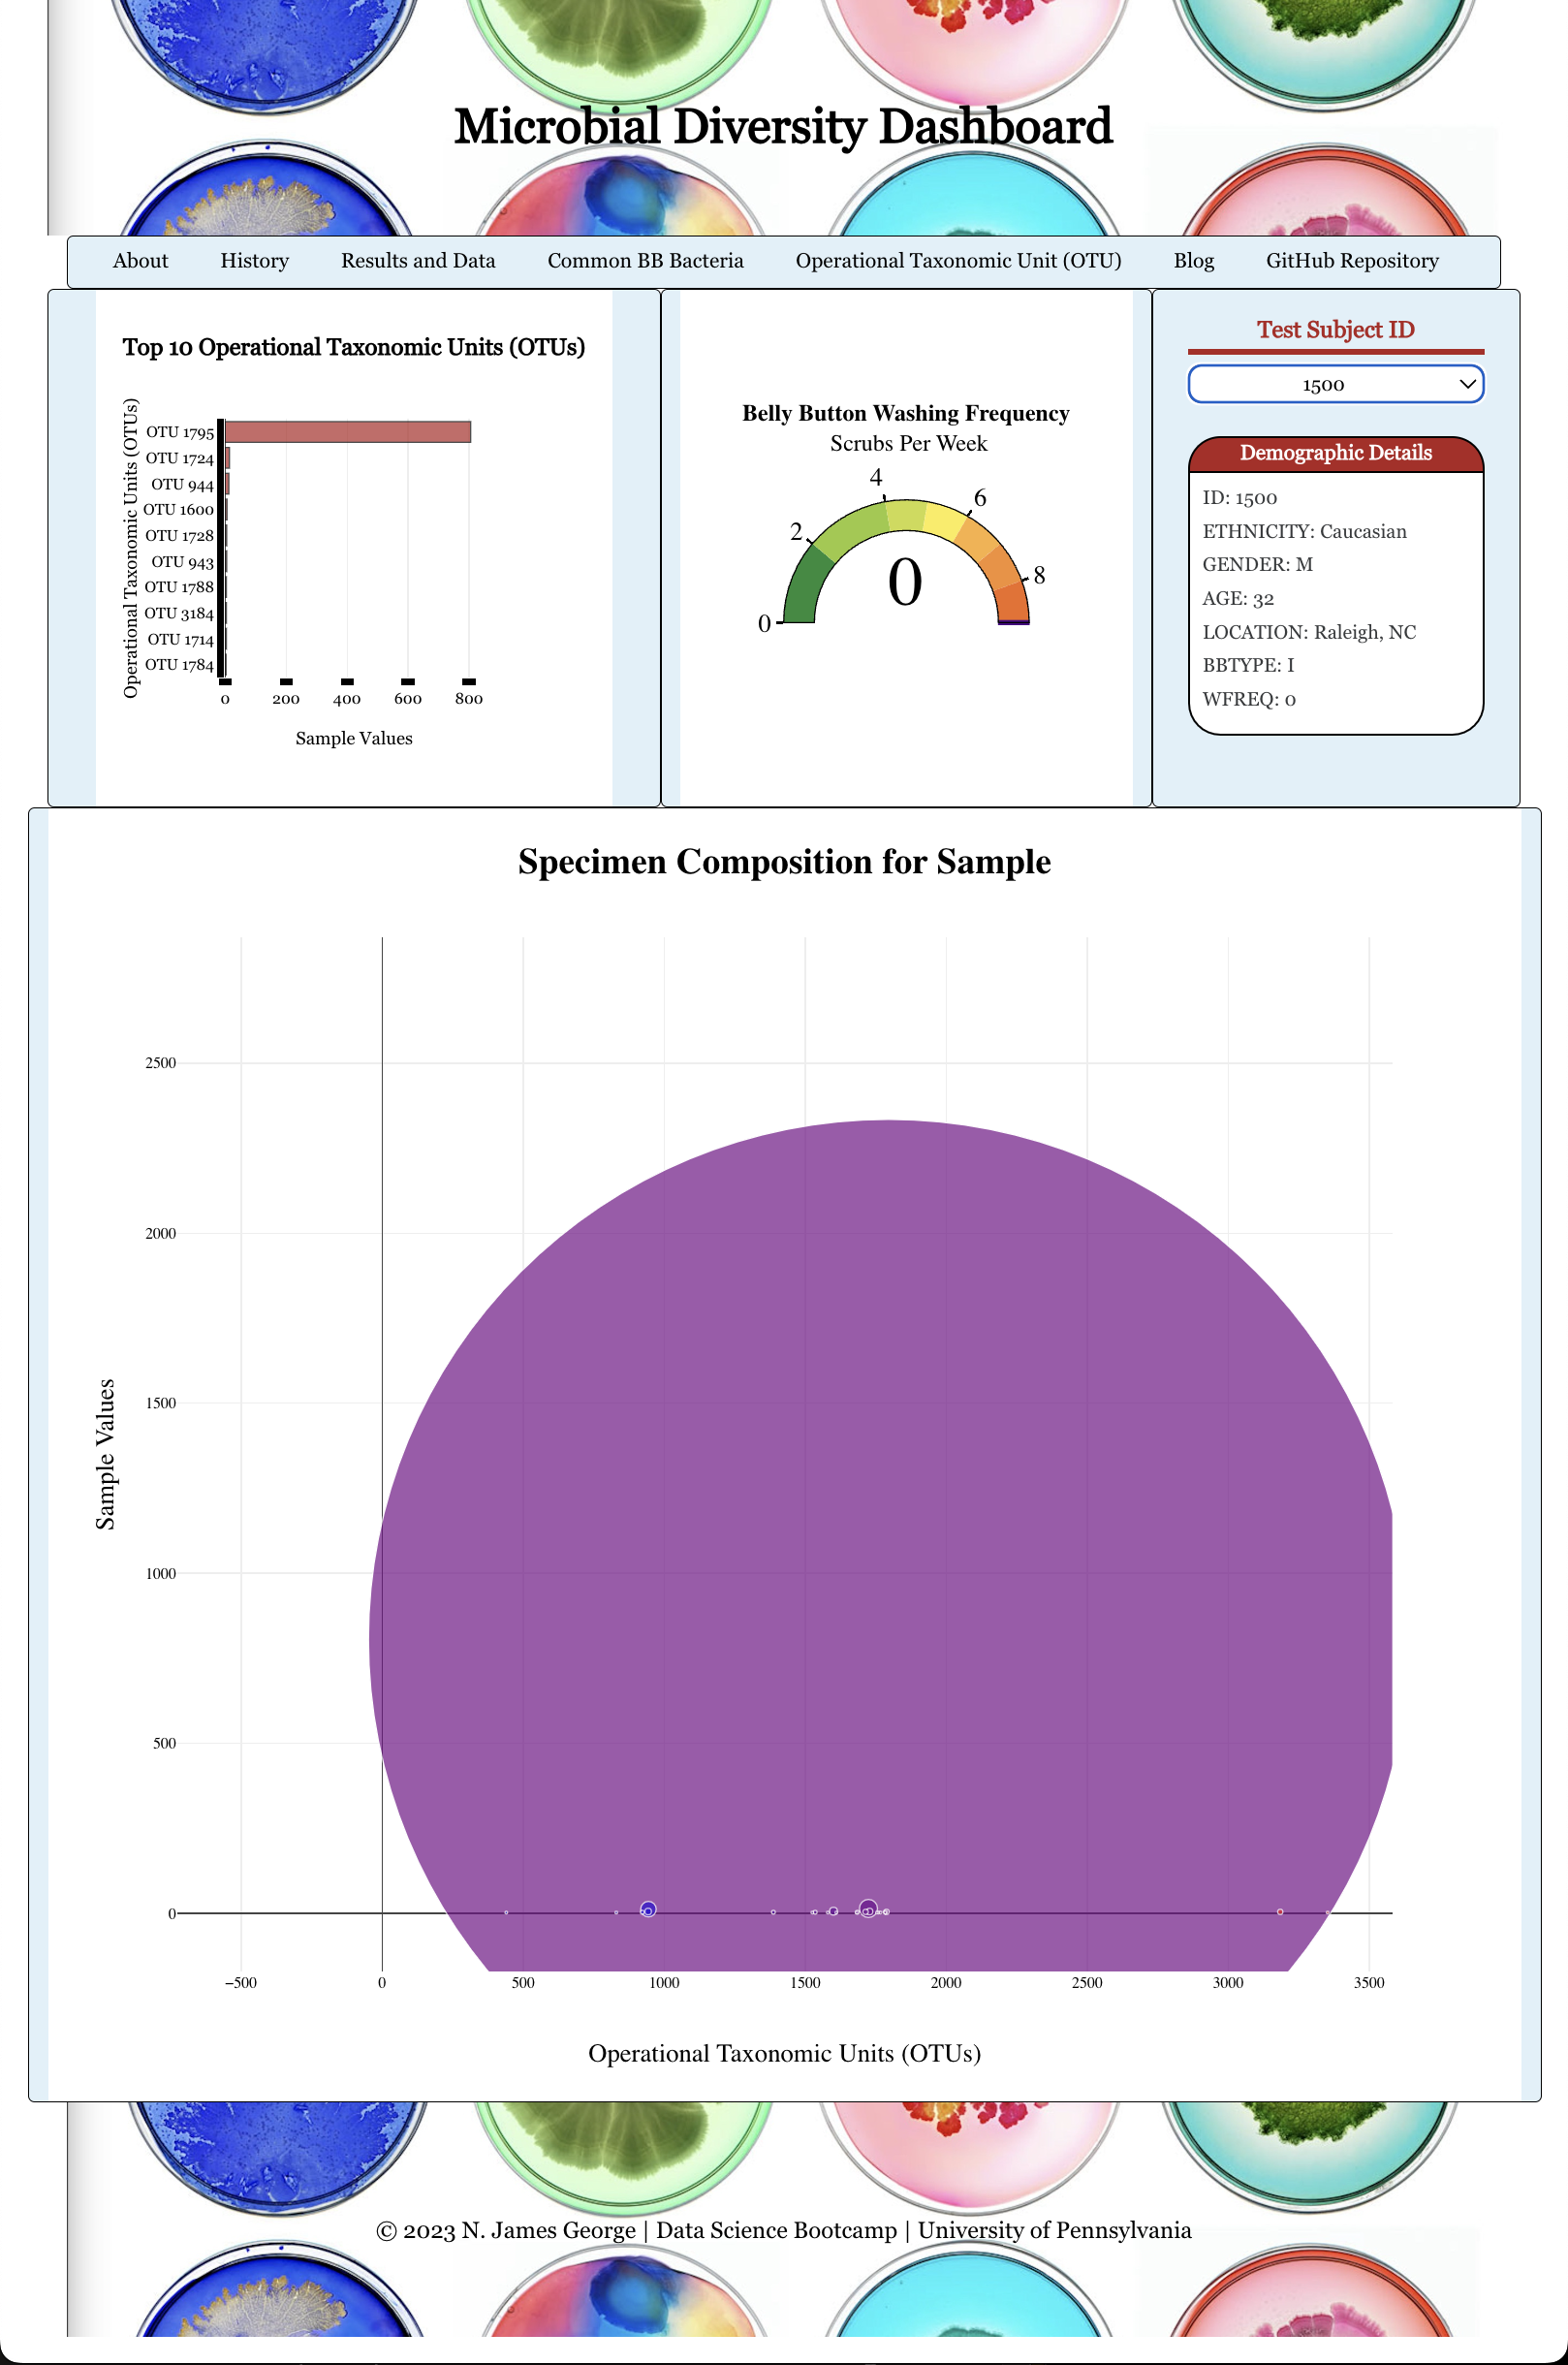 Microbial Diversity Dashboard
About History Results and Data Common BB Bacteria Operational Taxonomic Unit (OTU) Blog GitHub Repository
Top 10 Operational Taxonomic Units (OTUs)
Operational Taxonomic Units (OTUs)
OTU 1795
OTU 1724
OTU 944
OTU 1600
OTU 1728
OTU 943
OTU 1788
OTU 3184
OTU 1714
OTU 1784
0 200 400 600 800
Sample Values
Belly Button Washing Frequency
Scrubs Per Week
0
2
4
6
8
0
Test Subject ID
1500
Demographic Details
ID: 1500
ETHNICITY: Caucasian
GENDER: M
AGE: 32
LOCATION: Raleigh, NC
BBTYPE: I
WFREQ: 0
Specimen Composition for Sample
Sample Values
2500
2000
1500
1000
500
0
−500 0 500 1000 1500 2000 2500 3000 3500
Operational Taxonomic Units (OTUs)
© 2023 N. James George | Data Science Bootcamp | University of Pennsylvania